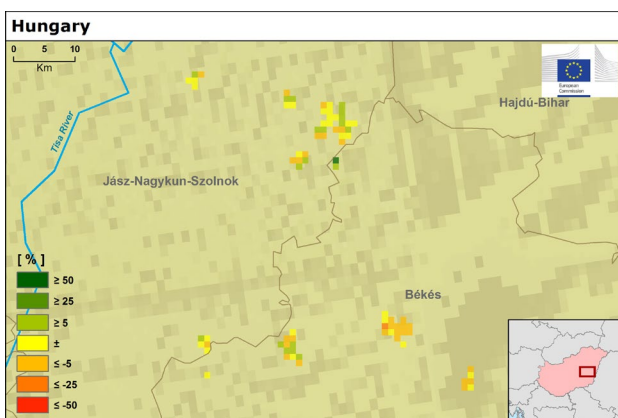 Hungary
0 5 10
Km
European
Commission
Hajdú-Bihar
Tisa River
Jász-Nagykun-Szolnok
[ % ]
≥ 50
≥ 25
≥ 5
±
≤ -5
≤ -25
≤ -50
Békés